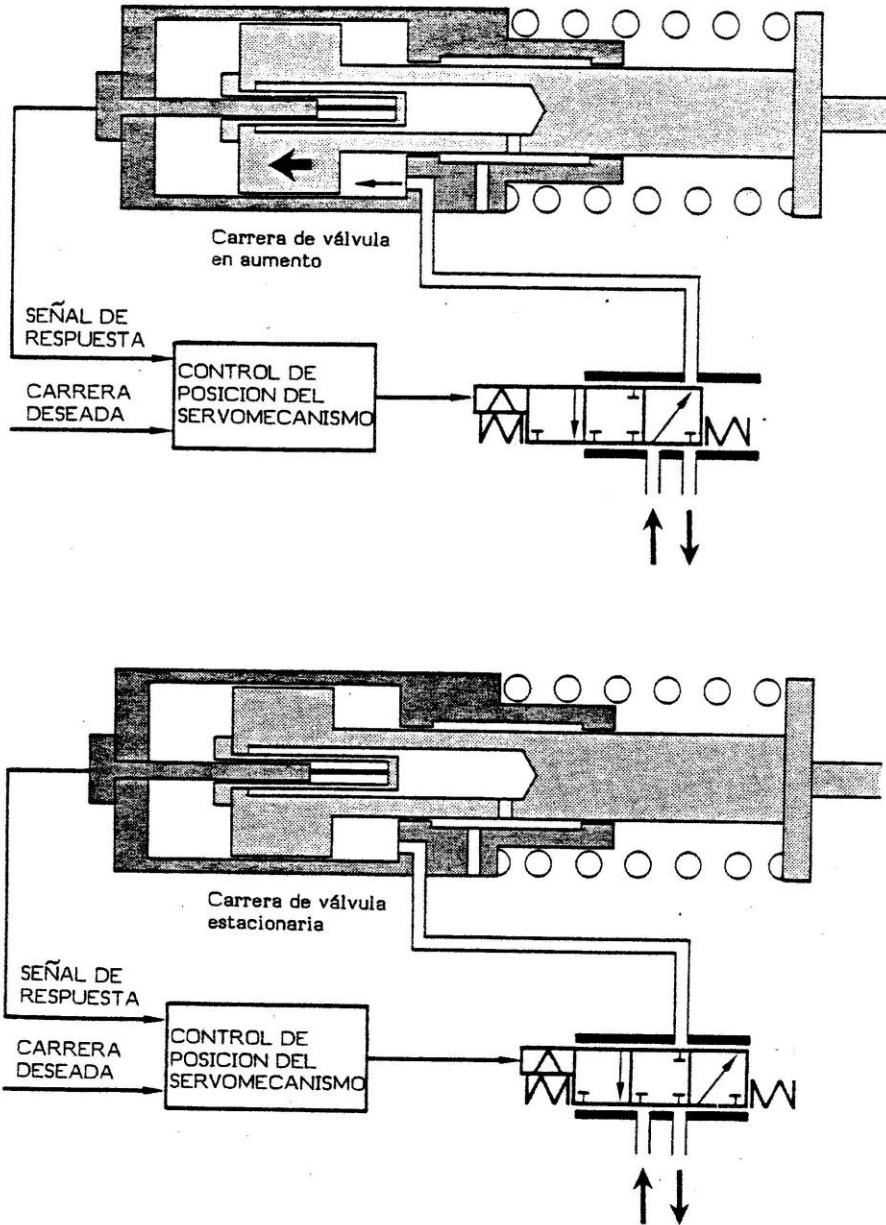 Carrera de válvula
en aumento
SEÑAL DE
RESPUESTA
CARRERA
DESEADA
CONTROL DE
POSICION DEL
SERVOMECANISMO
Carrera de válvula
estacionaria
SEÑAL DE
RESPUESTA
CARRERA
DESEADA
CONTROL DE
POSICION DEL
SERVOMECANISMO